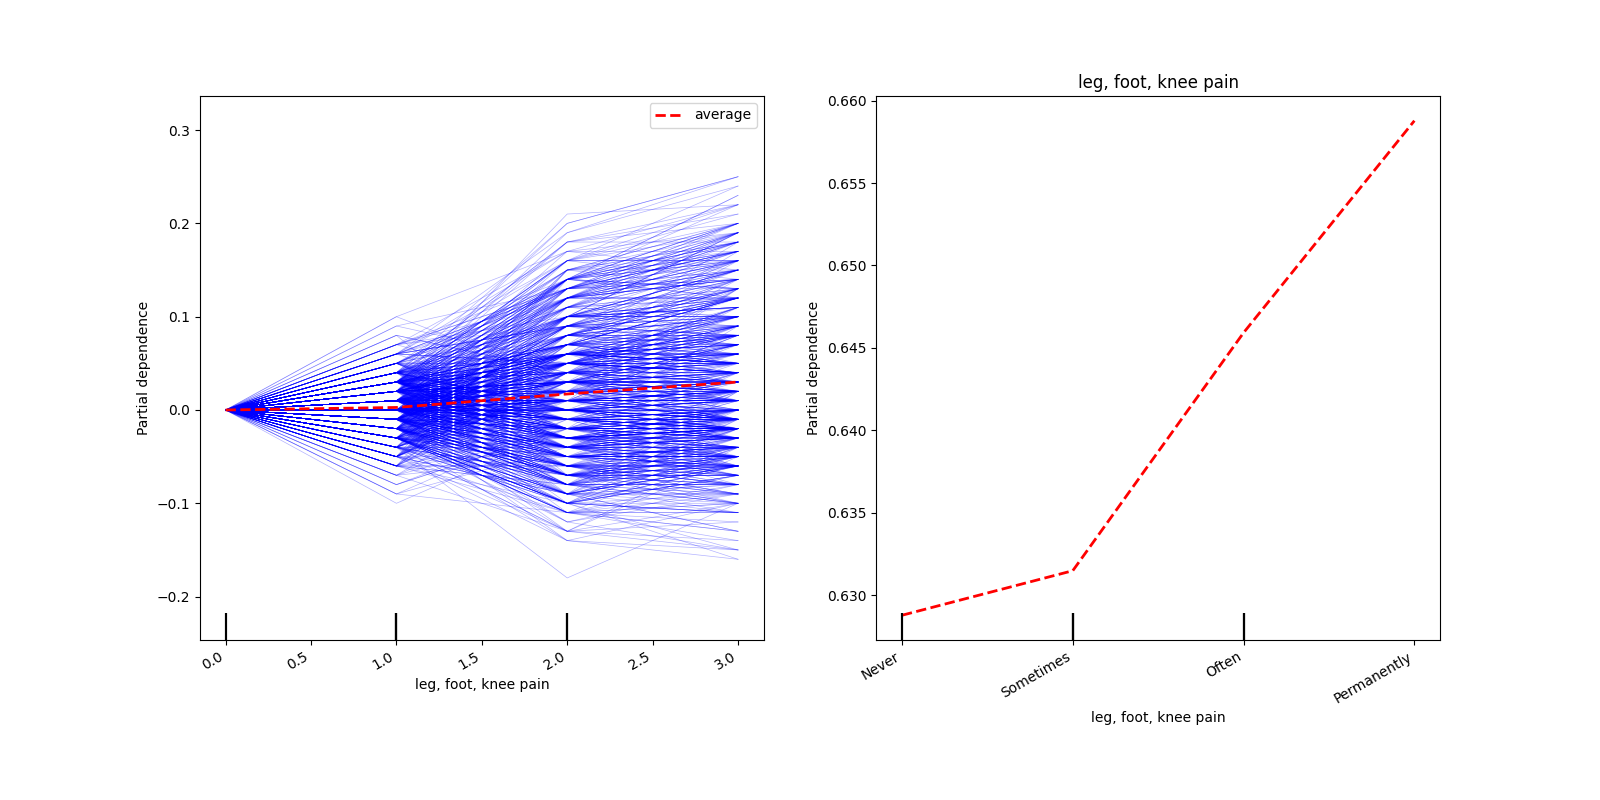 average
0.3
0.2
0.1
0.0
−0.1
−0.2
Partial dependence
0.0
0.5
1.0
1.5
2.0
2.5
3.0
leg, foot, knee pain
leg, foot, knee pain
0.660
0.655
0.650
0.645
0.640
0.635
0.630
Partial dependence
Never
Sometimes
Often
Permanently
leg, foot, knee pain